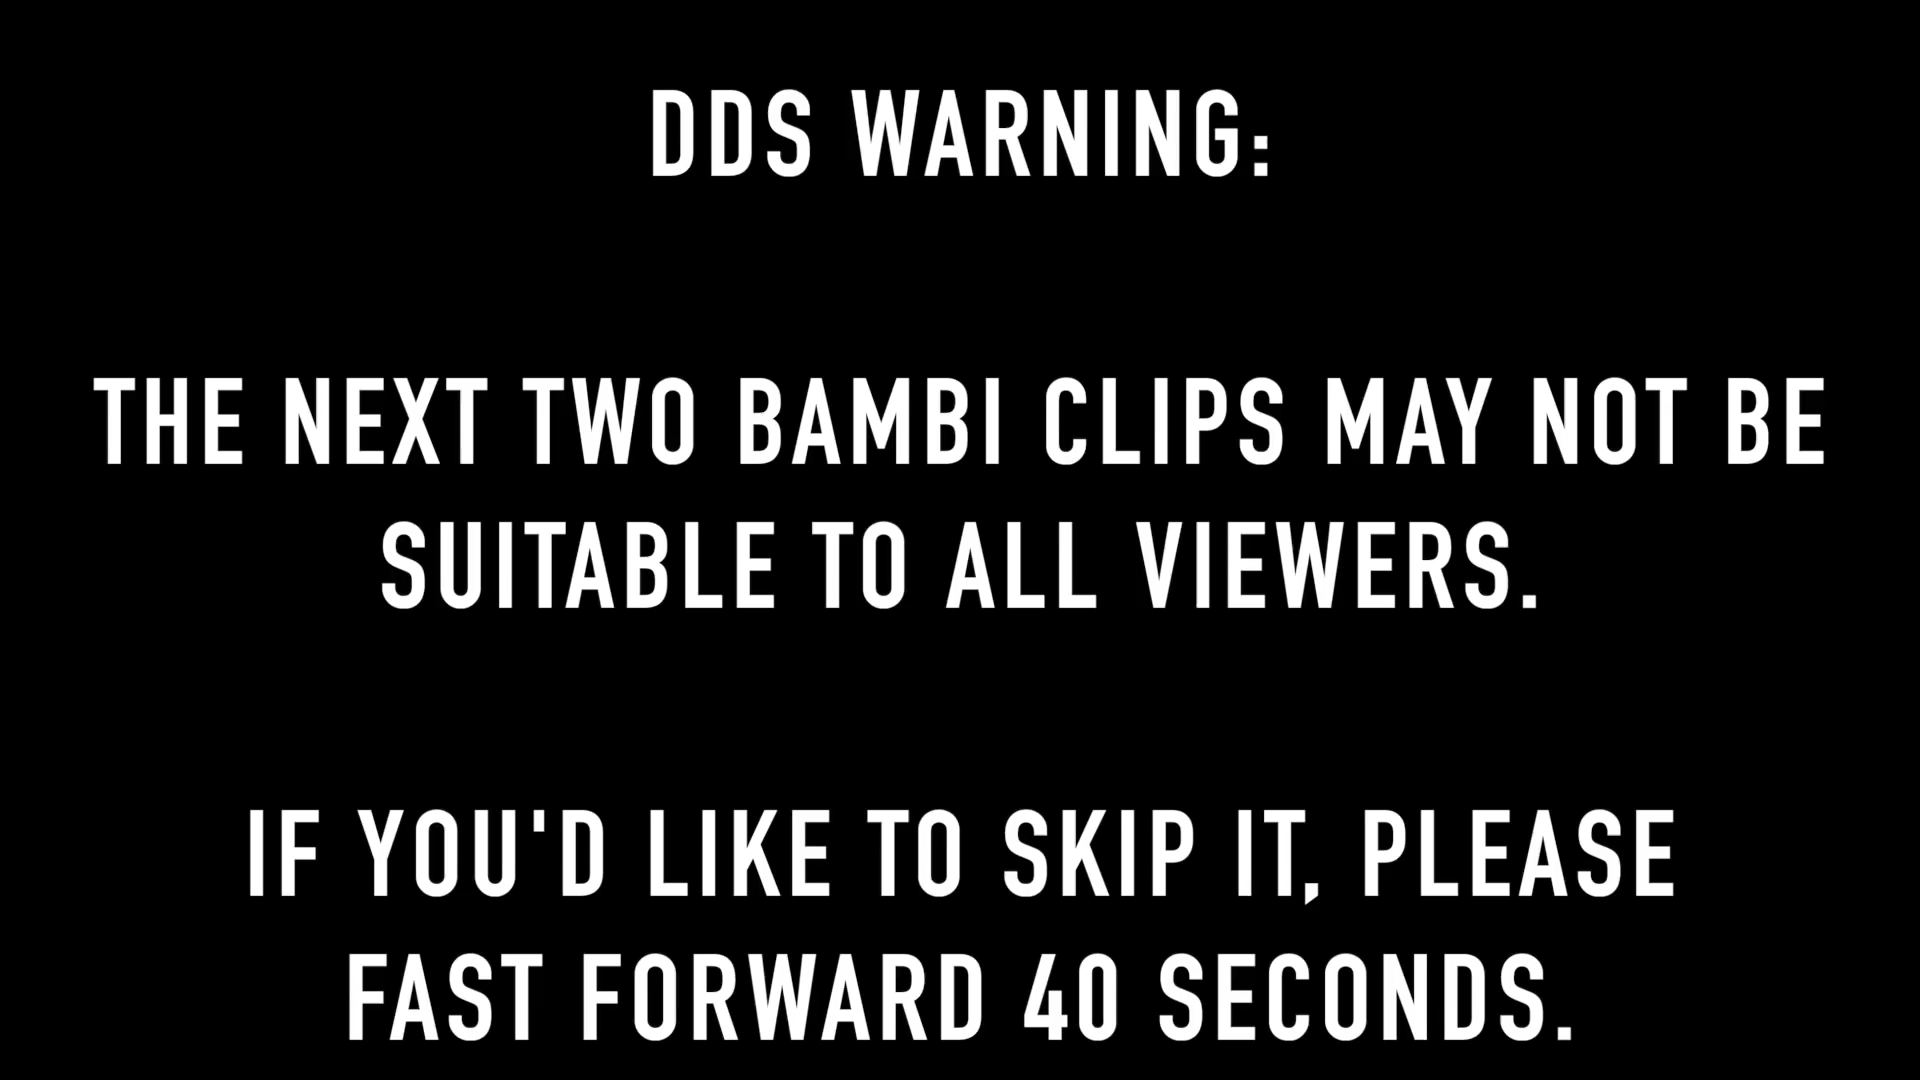 DDS WARNING:
THE NEXT TWO BAMBI CLIPS MAY NOT BE
SUITABLE TO ALL VIEWERS.
IF YOU'D LIKE TO SKIP IT, PLEASE
FAST FORWARD 40 SECONDS.